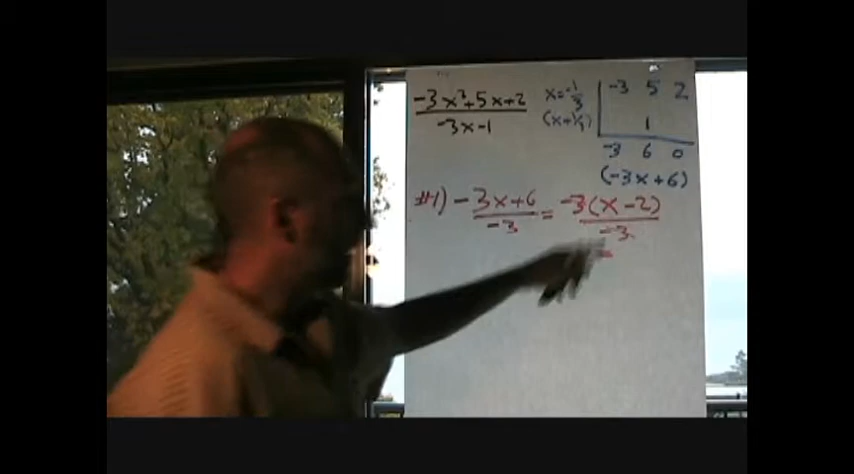 -3x²+5x+2 / -3x-1
x=-1/3
(x+1/3)
-3 5 2
1
-3 6 0
(-3x+6)
#1) -3x+6 / -3 = -3(x-2) / -3
=